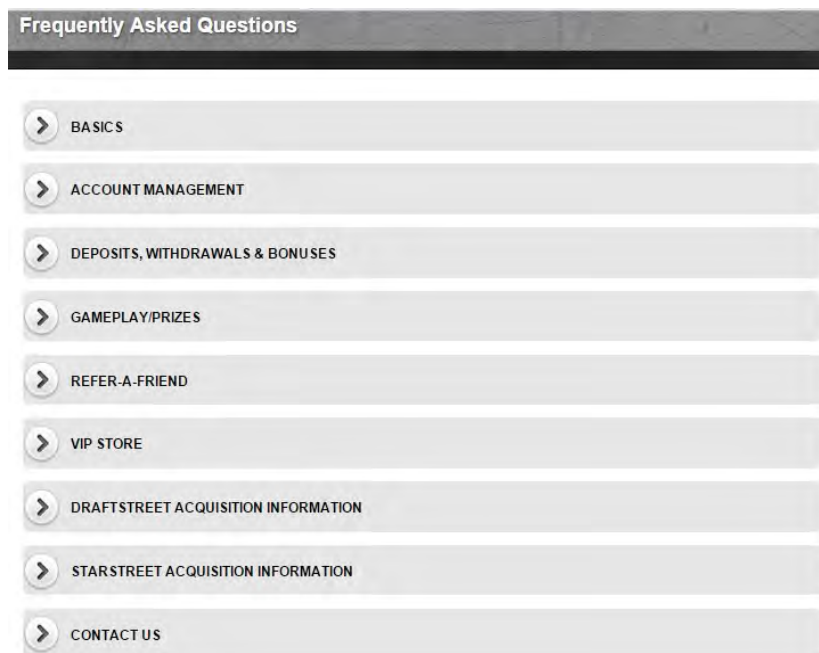 Frequently Asked Questions
BASICS
ACCOUNT MANAGEMENT
DEPOSITS, WITHDRAWALS & BONUSES
GAMEPLAY/PRIZES
REFER-A-FRIEND
VIP STORE
DRAFTSTREET ACQUISITION INFORMATION
STARSTREET ACQUISITION INFORMATION
CONTACT US